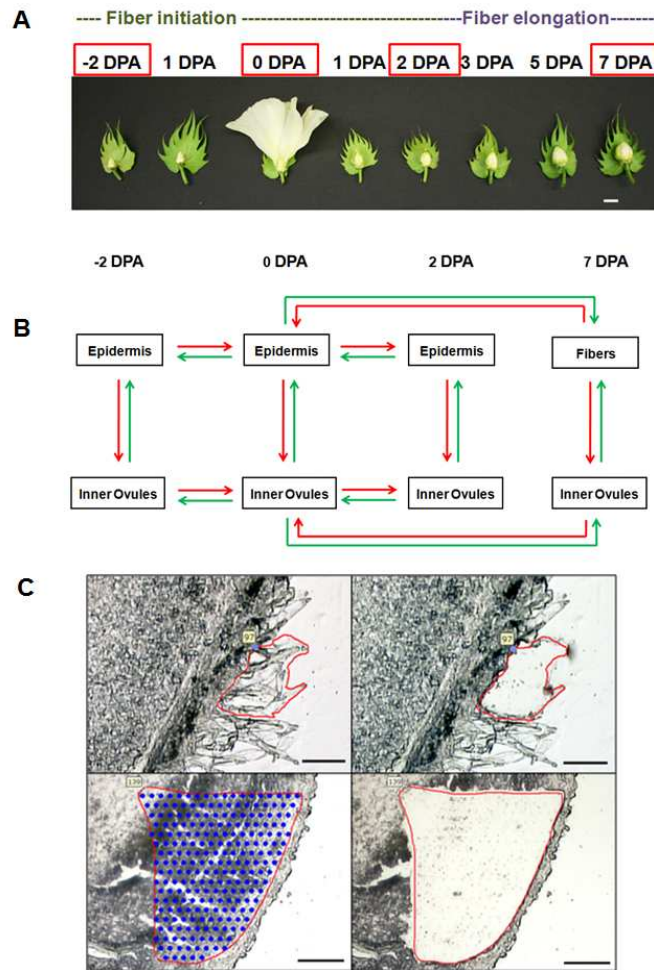 A
---- Fiber initiation ---------------------------Fiber elongation-------
-2 DPA 1 DPA 0 DPA 1 DPA 2 DPA 3 DPA 5 DPA 7 DPA
-2 DPA 0 DPA 2 DPA 7 DPA
B
Epidermis Epidermis Epidermis Fibers
Inner Ovules Inner Ovules Inner Ovules Inner Ovules
C
97 97
139 139